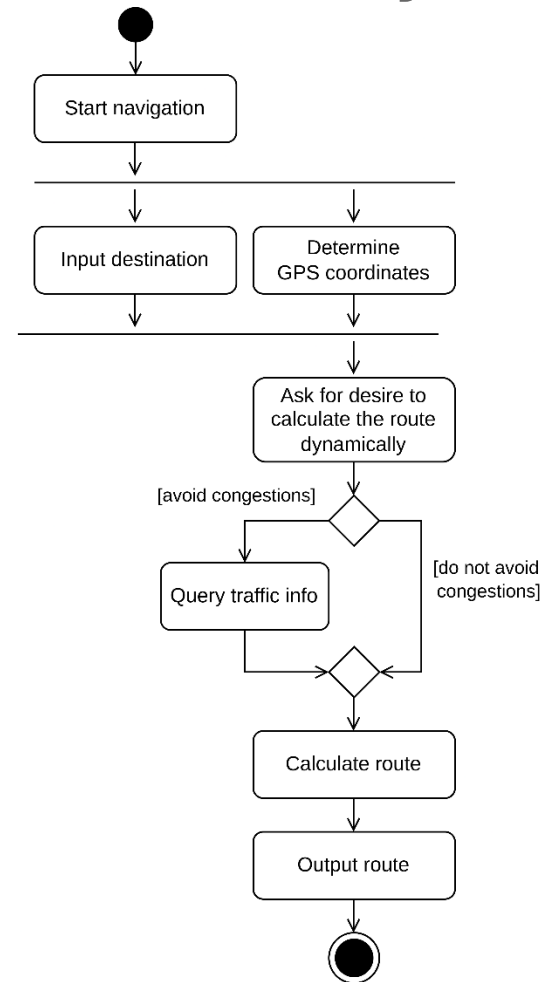 Start navigation
Input destination
Determine
GPS coordinates
Ask for desire to
calculate the route
dynamically
[avoid congestions]
[do not avoid
congestions]
Query traffic info
Calculate route
Output route